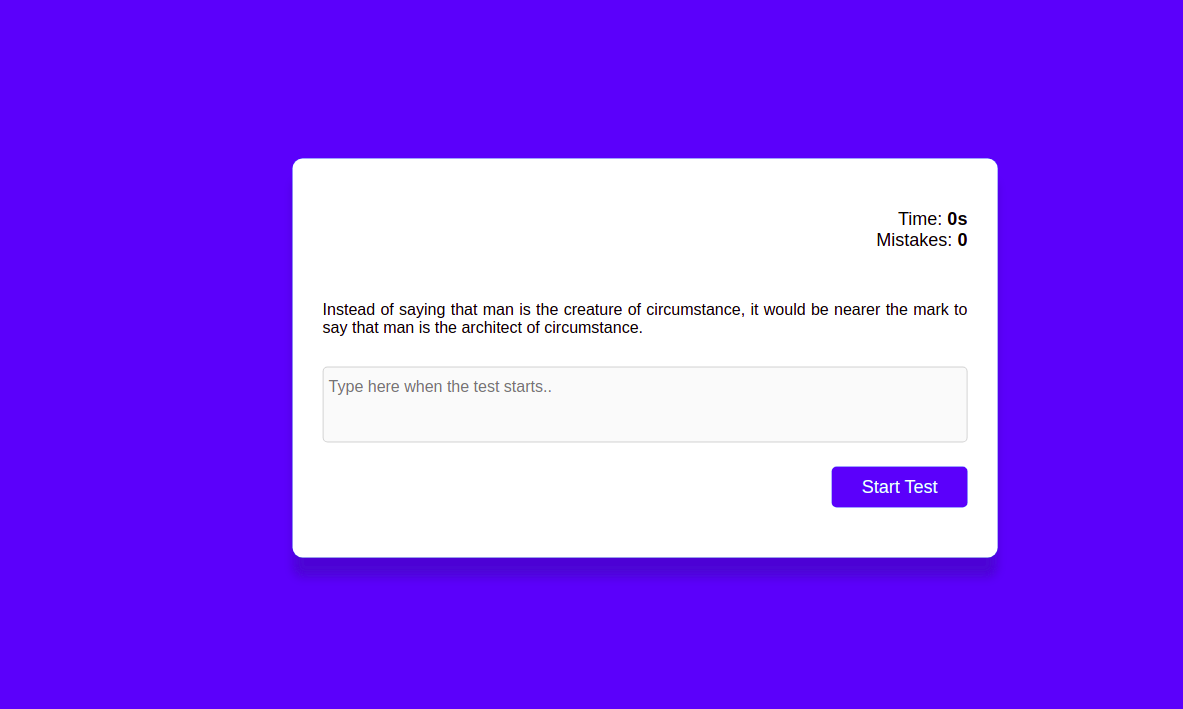 Time: 0s
Mistakes: 0
Instead of saying that man is the creature of circumstance, it would be nearer the mark to
say that man is the architect of circumstance.
Type here when the test starts..
Start Test